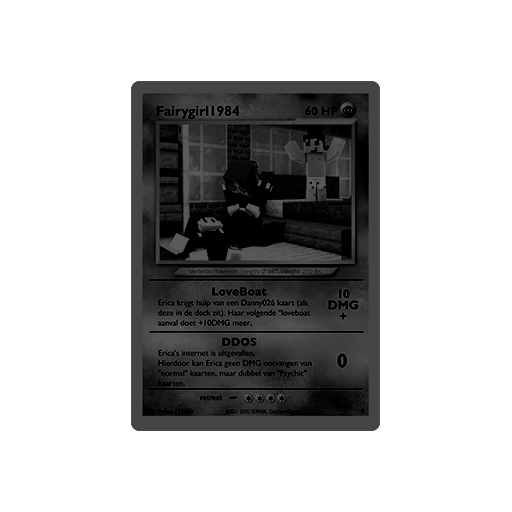 Fairygirl1984 60 HP
Verliefde Pokémon. Length: 0' 66", Weight: 250 lbs.
LoveBoat
Erica krijgt hulp van een Danny026 kaart (als
deze in de deck zit). Haar volgende "loveboat
aanval doet +10DMG meer.
10
DMG
+
DDOS
Erica's internet is uitgevallen.
Hierdoor kan Erica geen DMG ontvangen van
"normal" kaarten, maar dubbel van "Psychic"
kaarten.
0
retreat